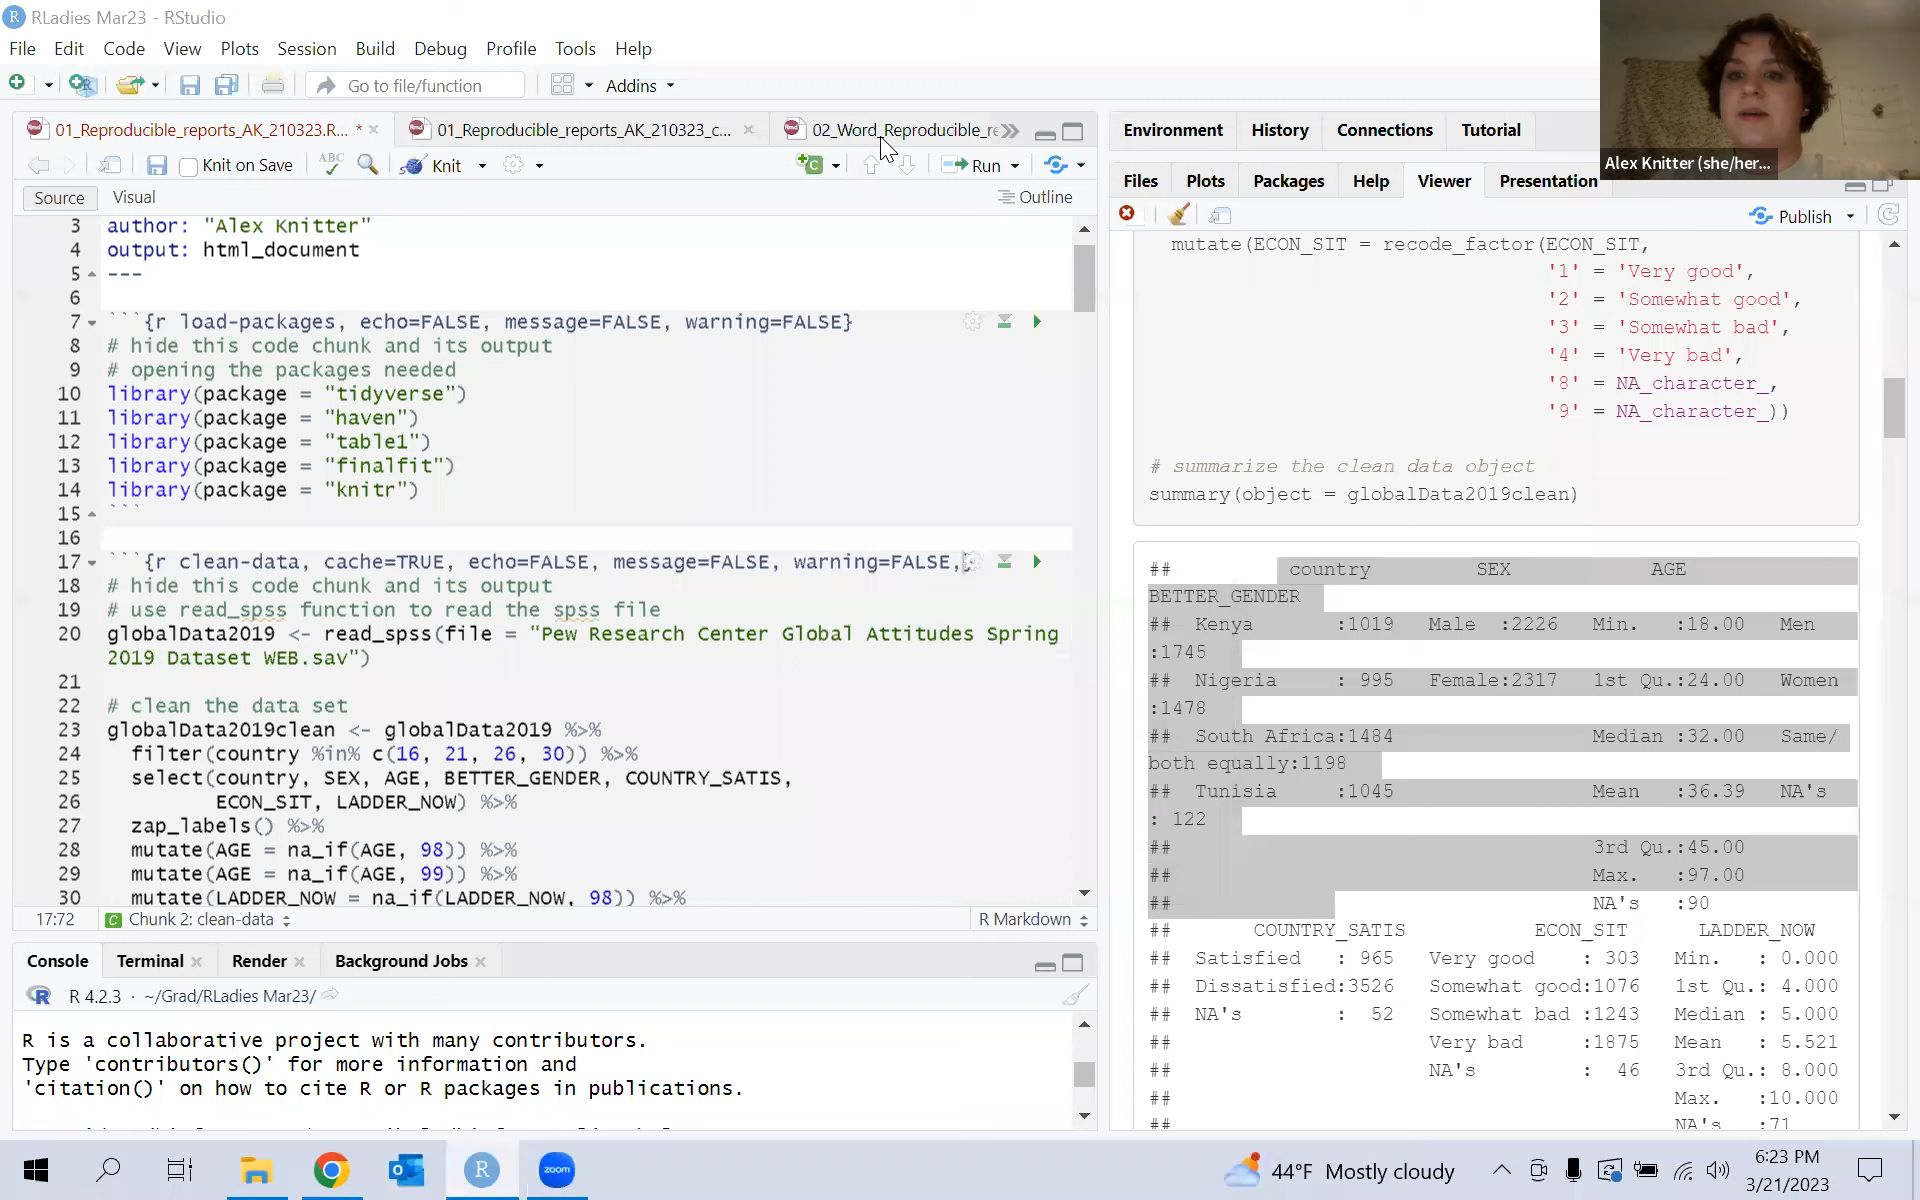 RLadies Mar23 - RStudio
File Edit Code View Plots Session Build Debug Profile Tools Help
Go to file/function Addins
01_Reproducible_reports_AK_210323.R... * 01_Reproducible_reports_AK_210323_c... 02_Word_Reproducible_re
Knit on Save ABC Knit Run
Source Visual Outline
3 author: "Alex Knitter"
4 output: html_document
5 ---
6
7 ```{r load-packages, echo=FALSE, message=FALSE, warning=FALSE}
8 # hide this code chunk and its output
9 # opening the packages needed
10 library(package = "tidyverse")
11 library(package = "haven")
12 library(package = "table1")
13 library(package = "finalfit")
14 library(package = "knitr")
15 ```
16
17 ```{r clean-data, cache=TRUE, echo=FALSE, message=FALSE, warning=FALSE,
18 # hide this code chunk and its output
19 # use read_spss function to read the spss file
20 globalData2019 <- read_spss(file = "Pew Research Center Global Attitudes Spring
2019 Dataset WEB.sav")
21
22 # clean the data set
23 globalData2019clean <- globalData2019 %>%
24 filter(country %in% c(16, 21, 26, 30)) %>%
25 select(country, SEX, AGE, BETTER_GENDER, COUNTRY_SATIS,
26 ECON_SIT, LADDER_NOW) %>%
27 zap_labels() %>%
28 mutate(AGE = na_if(AGE, 98)) %>%
29 mutate(AGE = na_if(AGE, 99)) %>%
30 mutate(LADDER_NOW = na_if(LADDER_NOW, 98)) %>%
17:72 Chunk 2: clean-data R Markdown
Console Terminal Render Background Jobs
R 4.2.3 · ~/Grad/RLadies Mar23/
R is a collaborative project with many contributors.
Type 'contributors()' for more information and
'citation()' on how to cite R or R packages in publications.
Environment History Connections Tutorial
Files Plots Packages Help Viewer Presentation
Publish
mutate(ECON_SIT = recode_factor(ECON_SIT,
'1' = 'Very good',
'2' = 'Somewhat good',
'3' = 'Somewhat bad',
'4' = 'Very bad',
'8' = NA_character_,
'9' = NA_character_))
# summarize the clean data object
summary(object = globalData2019clean)
## country SEX AGE
BETTER_GENDER
## Kenya :1019 Male :2226 Min. :18.00 Men
:1745
## Nigeria : 995 Female:2317 1st Qu.:24.00 Women
:1478
## South Africa:1484 Median :32.00 Same/
both equally:1198
## Tunisia :1045 Mean :36.39 NA's
: 122
## 3rd Qu.:45.00
## Max. :97.00
## NA's :90
## COUNTRY_SATIS ECON_SIT LADDER_NOW
## Satisfied : 965 Very good : 303 Min. : 0.000
## Dissatisfied:3526 Somewhat good:1076 1st Qu.: 4.000
## NA's : 52 Somewhat bad :1243 Median : 5.000
## Very bad :1875 Mean : 5.521
## NA's : 46 3rd Qu.: 8.000
## Max. :10.000
## NA's :71
Alex Knitter (she/her...
zoom
44°F Mostly cloudy
6:23 PM
3/21/2023